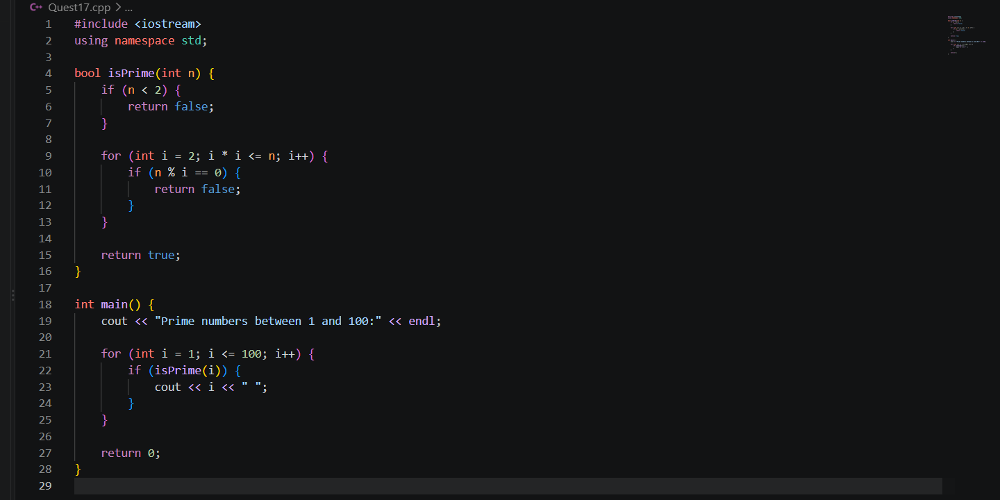 C++ Quest17.cpp > ...
1 #include <iostream>
2 using namespace std;
3
4 bool isPrime(int n) {
5     if (n < 2) {
6         return false;
7     }
8
9     for (int i = 2; i * i <= n; i++) {
10         if (n % i == 0) {
11             return false;
12         }
13     }
14
15     return true;
16 }
17
18 int main() {
19     cout << "Prime numbers between 1 and 100:" << endl;
20
21     for (int i = 1; i <= 100; i++) {
22         if (isPrime(i)) {
23             cout << i << " ";
24         }
25     }
26
27     return 0;
28 }
29